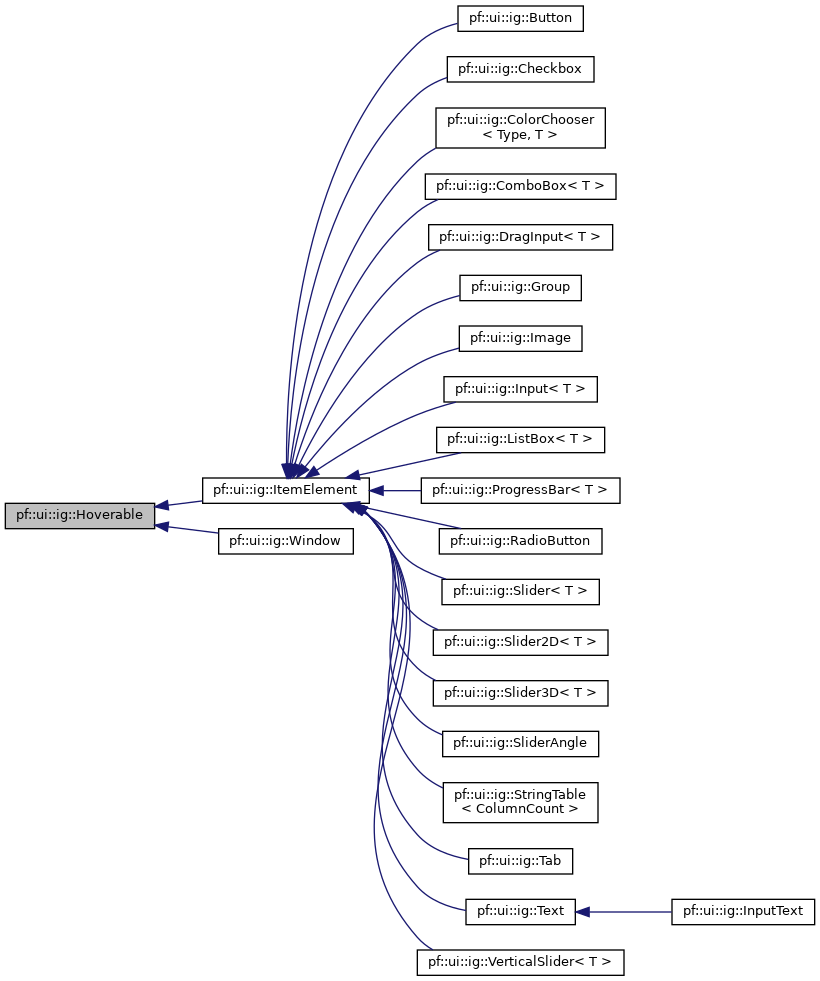 pf::ui::ig::Button
pf::ui::ig::Checkbox
pf::ui::ig::ColorChooser
< Type, T >
pf::ui::ig::ComboBox< T >
pf::ui::ig::DragInput< T >
pf::ui::ig::Group
pf::ui::ig::Image
pf::ui::ig::Input< T >
pf::ui::ig::ListBox< T >
pf::ui::ig::ItemElement
pf::ui::ig::ProgressBar< T >
pf::ui::ig::Hoverable
pf::ui::ig::Window
pf::ui::ig::RadioButton
pf::ui::ig::Slider< T >
pf::ui::ig::Slider2D< T >
pf::ui::ig::Slider3D< T >
pf::ui::ig::SliderAngle
pf::ui::ig::StringTable
< ColumnCount >
pf::ui::ig::Tab
pf::ui::ig::Text
pf::ui::ig::InputText
pf::ui::ig::VerticalSlider< T >